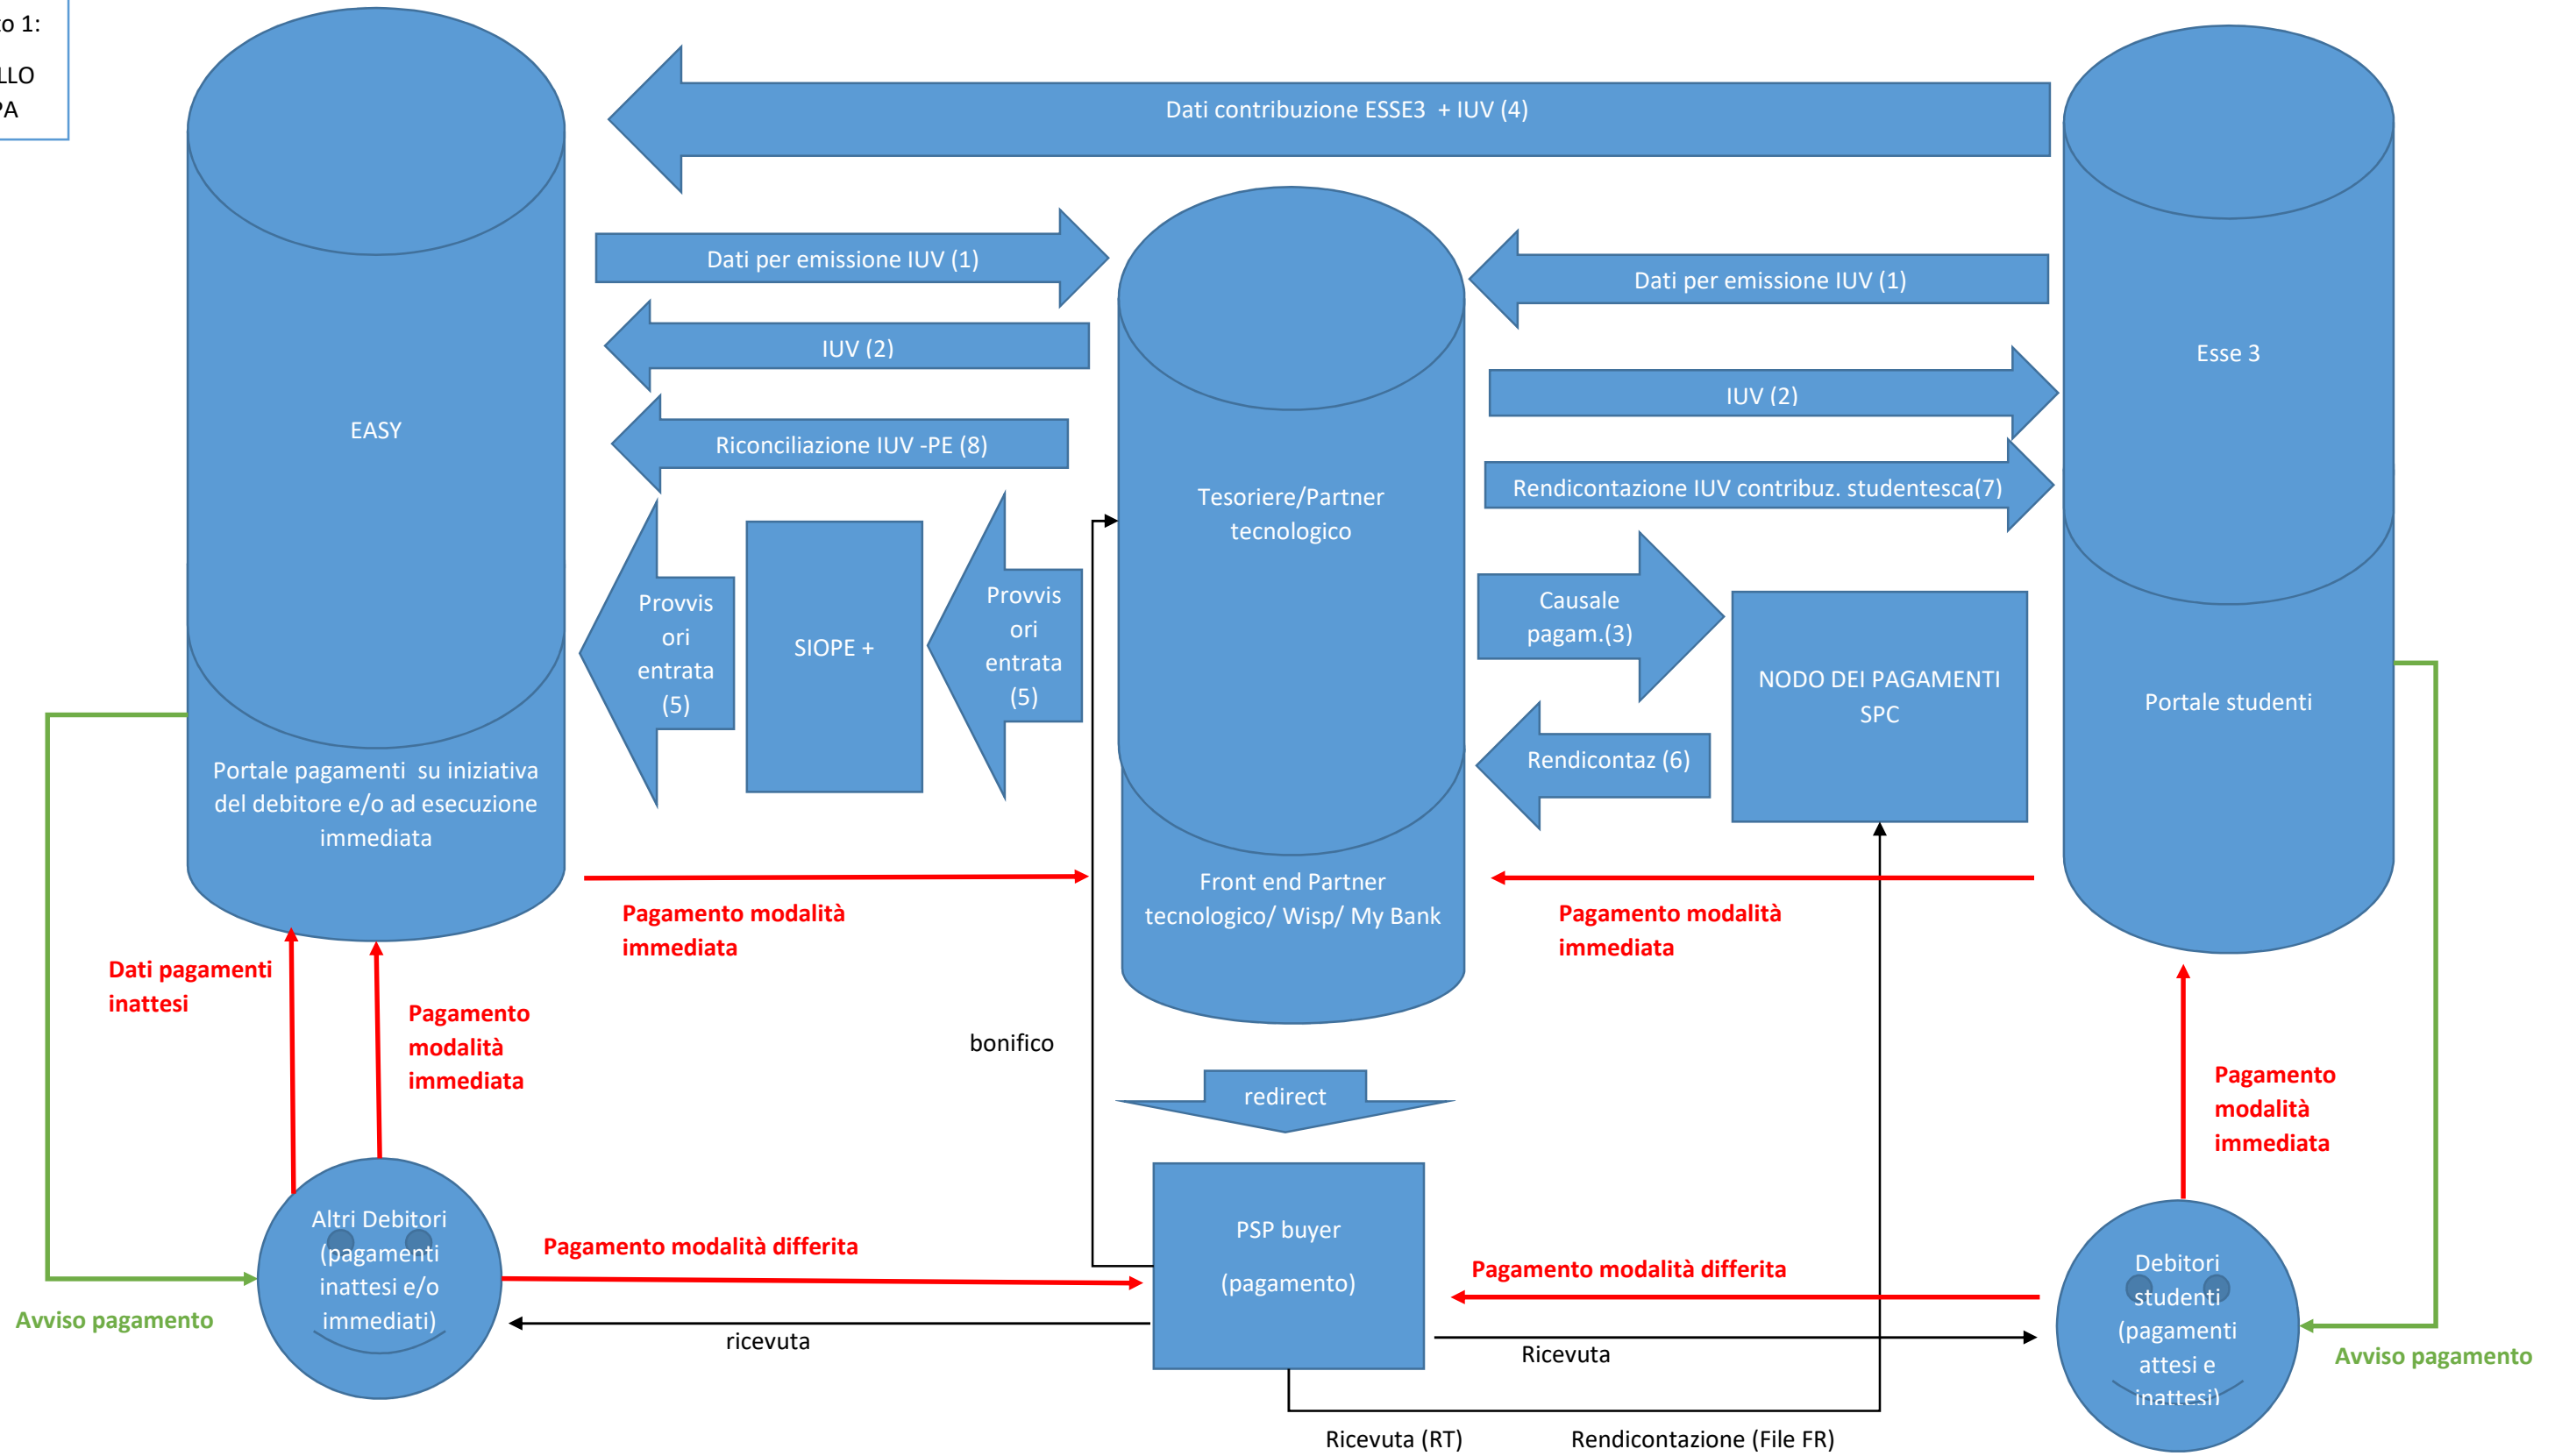 to 1:
LLO
PA
Dati contribuzione ESSE3 + IUV (4)
Dati per emissione IUV (1)
Dati per emissione IUV (1)
IUV (2)
Esse 3
IUV (2)
EASY
Riconciliazione IUV -PE (8)
Rendicontazione IUV contribuz. studentesca(7)
Tesoriere/Partner
tecnologico
Provvis
ori
entrata
(5)
SIOPE +
Provvis
ori
entrata
(5)
Causale
pagam.(3)
NODO DEI PAGAMENTI
SPC
Portale studenti
Rendicontaz (6)
Portale pagamenti su iniziativa
del debitore e/o ad esecuzione
immediata
Front end Partner
tecnologico/ Wisp/ My Bank
Pagamento modalità
immediata
Pagamento modalità
immediata
Dati pagamenti
inattesi
Pagamento
modalità
immediata
bonifico
redirect
Pagamento
modalità
immediata
Altri Debitori
(pagamenti
inattesi e/o
immediati)
Pagamento modalità differita
PSP buyer
(pagamento)
Pagamento modalità differita
Debitori
studenti
(pagamenti
attesi e
inattesi)
Avviso pagamento
ricevuta
Ricevuta
Avviso pagamento
Ricevuta (RT)
Rendicontazione (File FR)